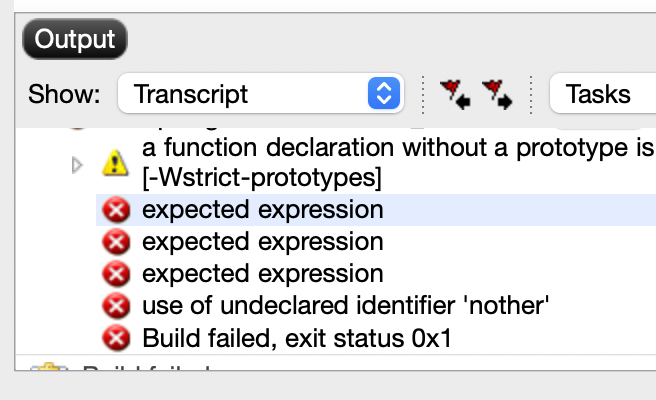 Output
Show: Transcript Tasks
a function declaration without a prototype is
[-Wstrict-prototypes]
expected expression
expected expression
expected expression
use of undeclared identifier 'nother'
Build failed, exit status 0x1